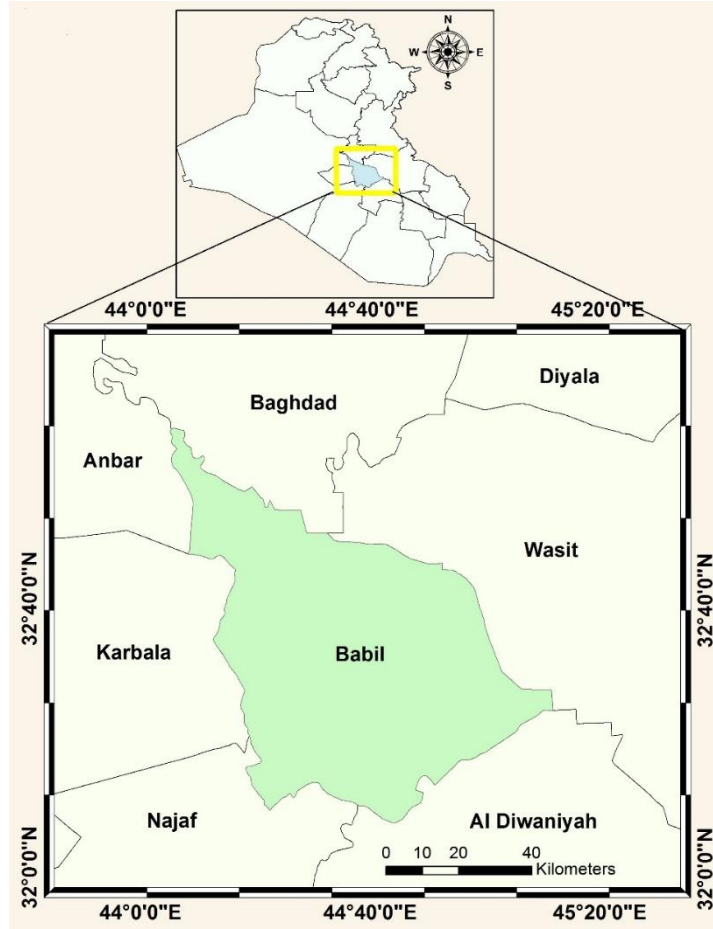 N
W E
S
44°0'0"E 44°40'0"E 45°20'0"E
Diyala
Baghdad
Anbar
Wasit
32°40'0"N 32°40'0"N
Karbala Babil
Najaf Al Diwaniyah
0 10 20 40
Kilometers
32°0'0"N 32°0'0"N
44°0'0"E 44°40'0"E 45°20'0"E